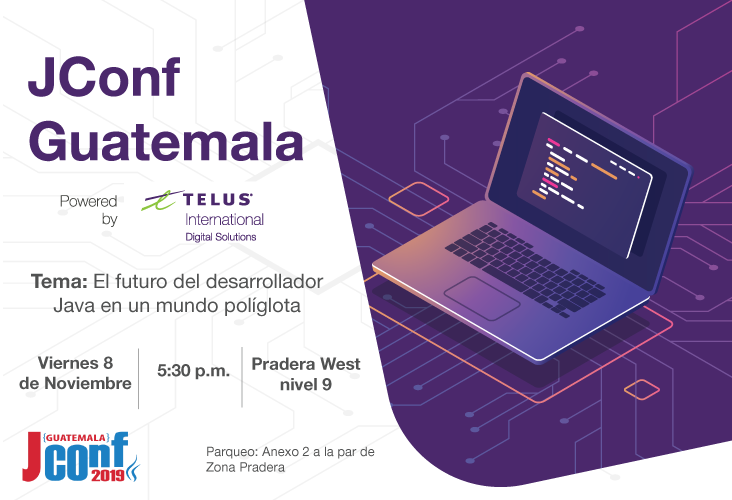 JConf
Guatemala
Powered
by
TELUS®
International
Digital Solutions
Tema: El futuro del desarrollador
Java en un mundo políglota
Viernes 8
de Noviembre
5:30 p.m.
Pradera West
nivel 9
{GUATEMALA}
Jconf
2019
Parqueo: Anexo 2 a la par de
Zona Pradera